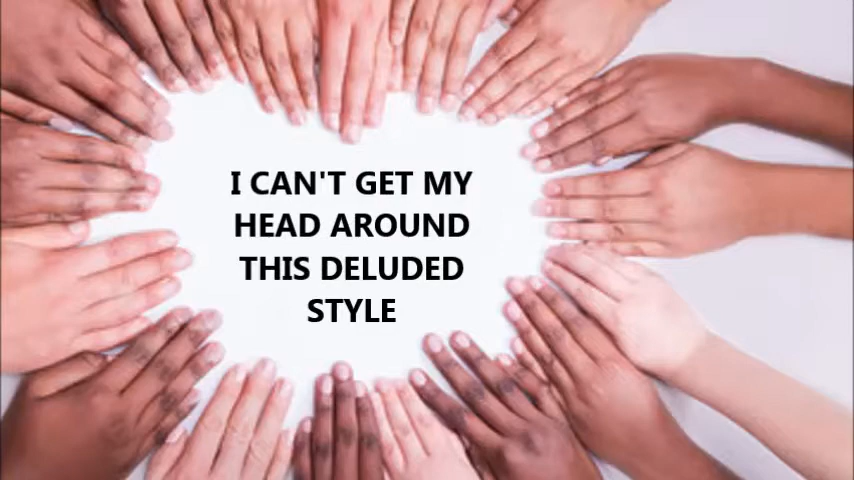 I CAN'T GET MY
HEAD AROUND
THIS DELUDED
STYLE